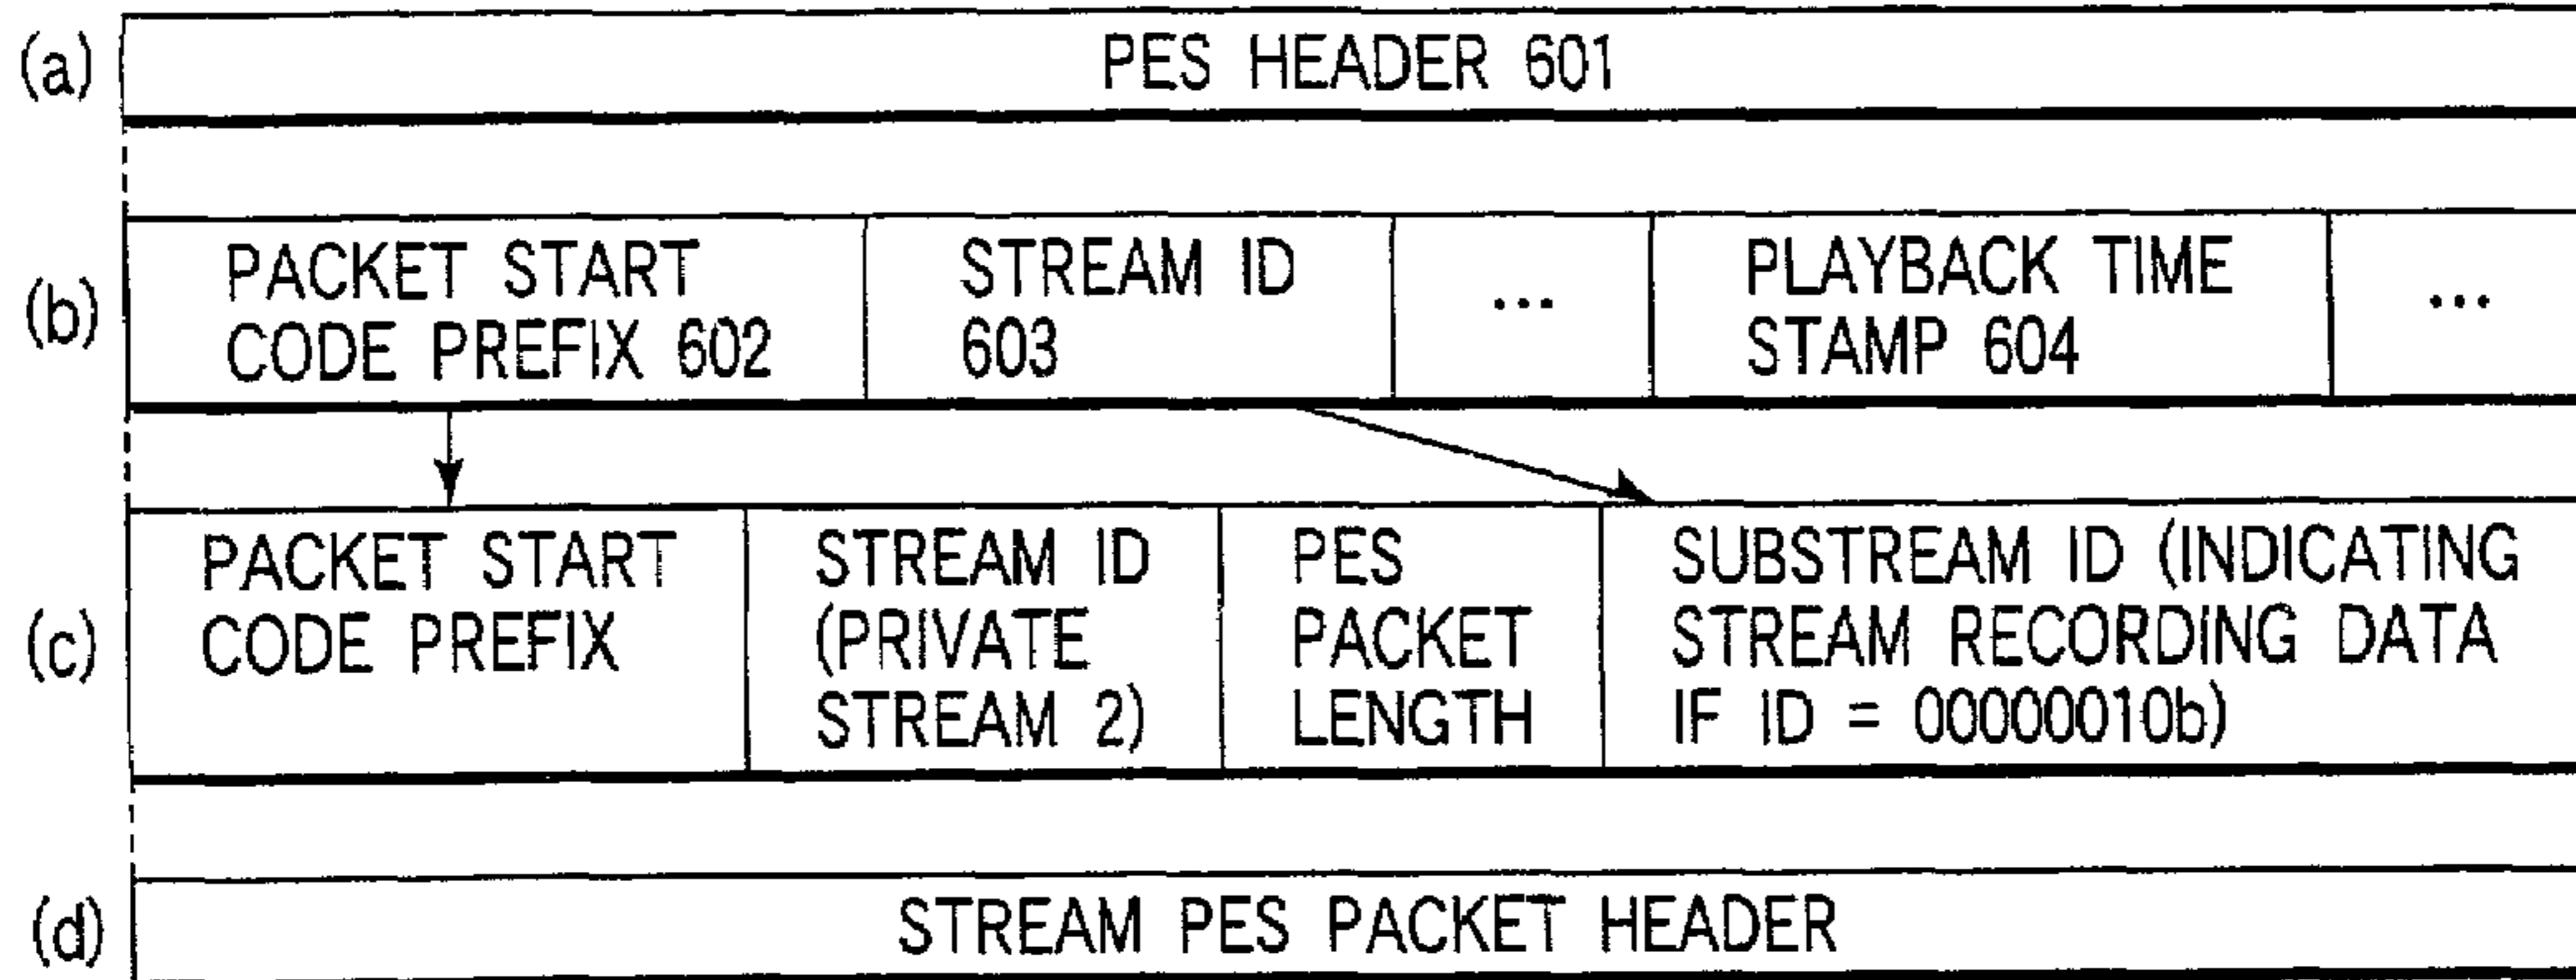 (a) PES HEADER 601
(b) PACKET START CODE PREFIX 602 STREAM ID 603 ... PLAYBACK TIME STAMP 604 ...
(c) PACKET START CODE PREFIX STREAM ID (PRIVATE STREAM 2) PES PACKET LENGTH SUBSTREAM ID (INDICATING STREAM RECORDING DATA IF ID = 00000010b)
(d) STREAM PES PACKET HEADER